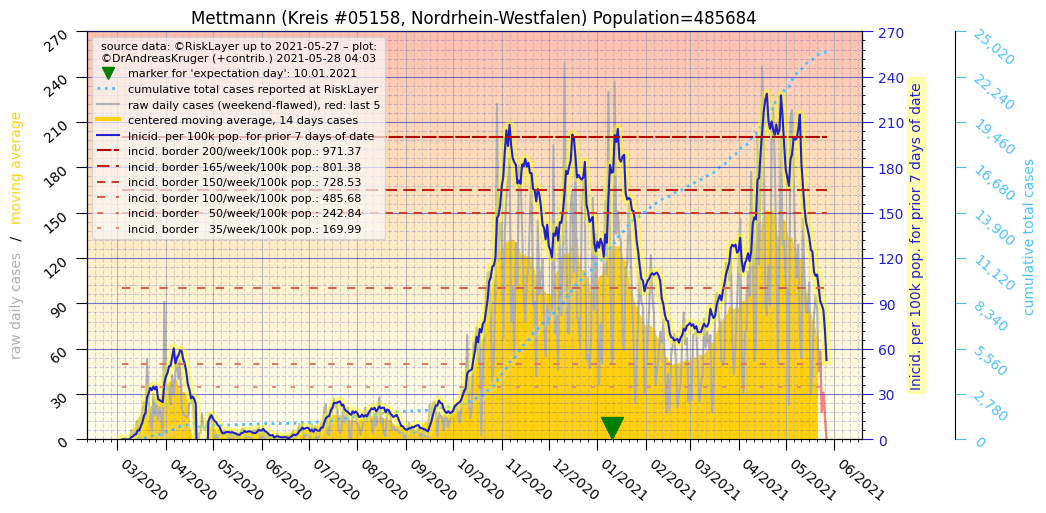 Mettmann (Kreis #05158, Nordrhein-Westfalen) Population=485684
source data: ©RiskLayer up to 2021-05-27 – plot:
©DrAndreasKruger (+contrib.) 2021-05-28 04:03
marker for 'expectation day': 10.01.2021
cumulative total cases reported at RiskLayer
raw daily cases (weekend-flawed), red: last 5
centered moving average, 14 days cases
Inicid. per 100k pop. for prior 7 days of date
incid. border 200/week/100k pop.: 971.37
incid. border 165/week/100k pop.: 801.38
incid. border 150/week/100k pop.: 728.53
incid. border 100/week/100k pop.: 485.68
incid. border   50/week/100k pop.: 242.84
incid. border   35/week/100k pop.: 169.99
raw daily cases / moving average
270
240
210
180
150
120
90
60
30
0
03/2020
04/2020
05/2020
06/2020
07/2020
08/2020
09/2020
10/2020
11/2020
12/2020
01/2021
02/2021
03/2021
04/2021
05/2021
06/2021
270
240
210
180
150
120
90
60
30
0
Inicid. per 100k pop. for prior 7 days of date
25,020
22,240
19,460
16,680
13,900
11,120
8,340
5,560
2,780
0
cumulative total cases